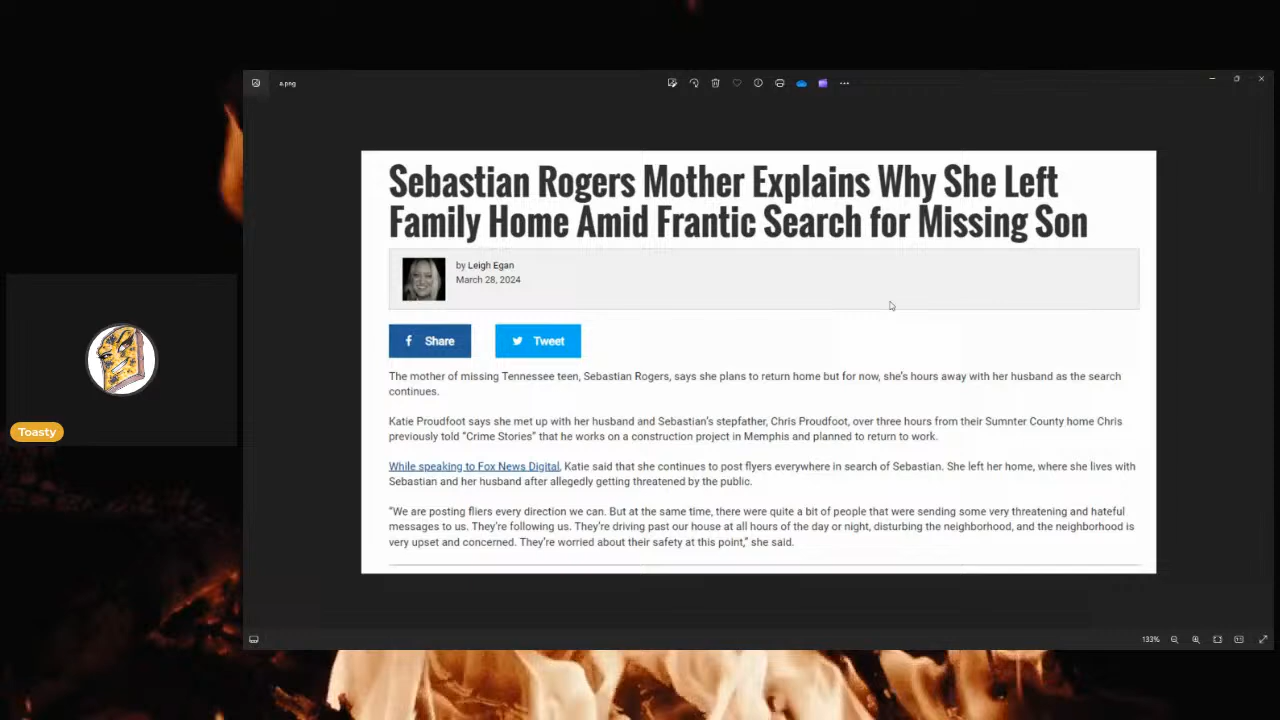 a.png
Sebastian Rogers Mother Explains Why She Left
Family Home Amid Frantic Search for Missing Son
by Leigh Egan
March 28, 2024
Share
Tweet
The mother of missing Tennessee teen, Sebastian Rogers, says she plans to return home but for now, she's hours away with her husband as the search
continues.
Katie Proudfoot says she met up with her husband and Sebastian's stepfather, Chris Proudfoot, over three hours from their Sumnter County home Chris
previously told "Crime Stories" that he works on a construction project in Memphis and planned to return to work.
While speaking to Fox News Digital, Katie said that she continues to post flyers everywhere in search of Sebastian. She left her home, where she lives with
Sebastian and her husband after allegedly getting threatened by the public.
"We are posting fliers every direction we can. But at the same time, there were quite a bit of people that were sending some very threatening and hateful
messages to us. They're following us. They're driving past our house at all hours of the day or night, disturbing the neighborhood, and the neighborhood is
very upset and concerned. They're worried about their safety at this point," she said.
Toasty
133%